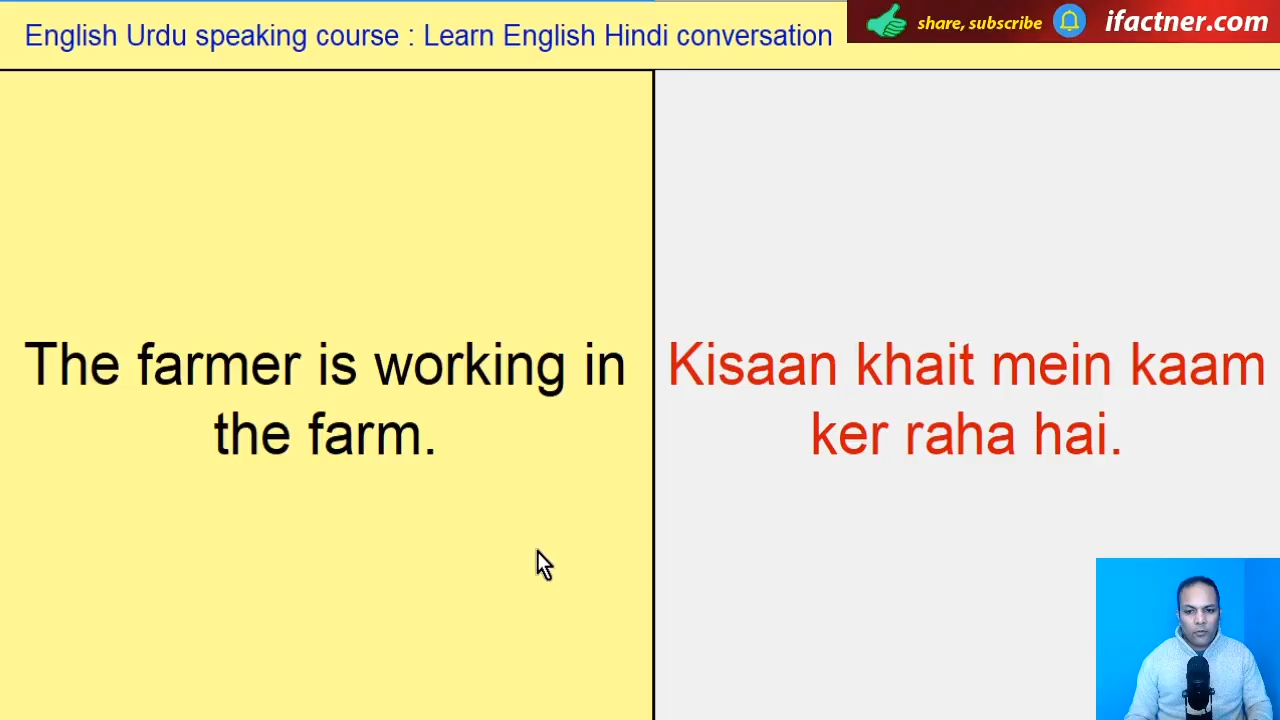 English Urdu speaking course : Learn English Hindi conversation
share, subscribe
ifactner.com
The farmer is working in
the farm.
Kisaan khait mein kaam
ker raha hai.